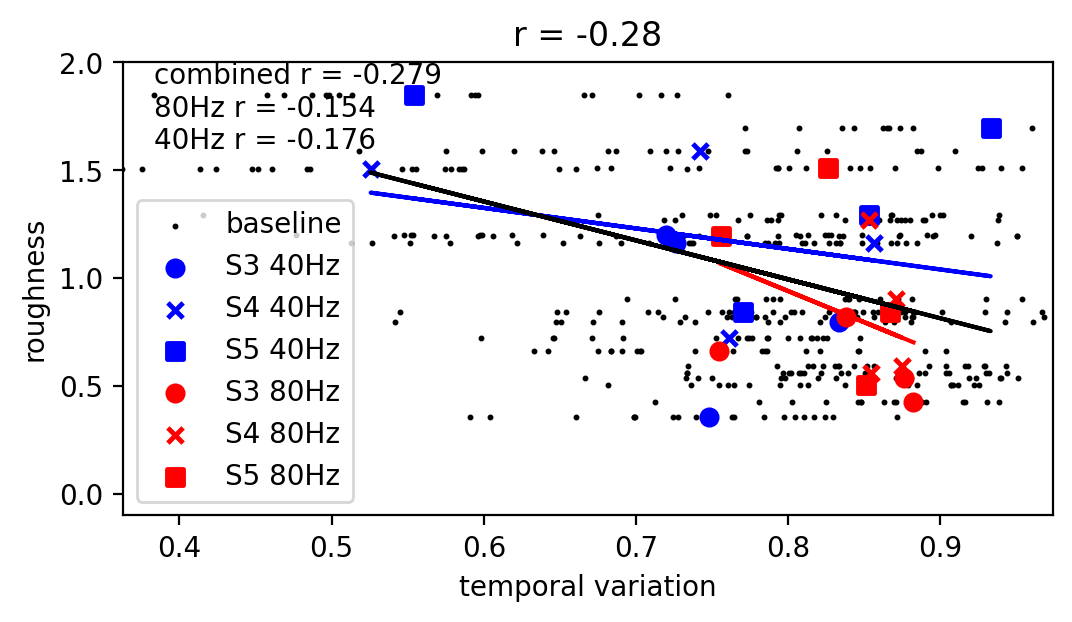 r = -0.28
combined r = -0.279
80Hz r = -0.154
40Hz r = -0.176
2.0
1.5
1.0
0.5
0.0
roughness
baseline
S3 40Hz
S4 40Hz
S5 40Hz
S3 80Hz
S4 80Hz
S5 80Hz
0.4 0.5 0.6 0.7 0.8 0.9
temporal variation